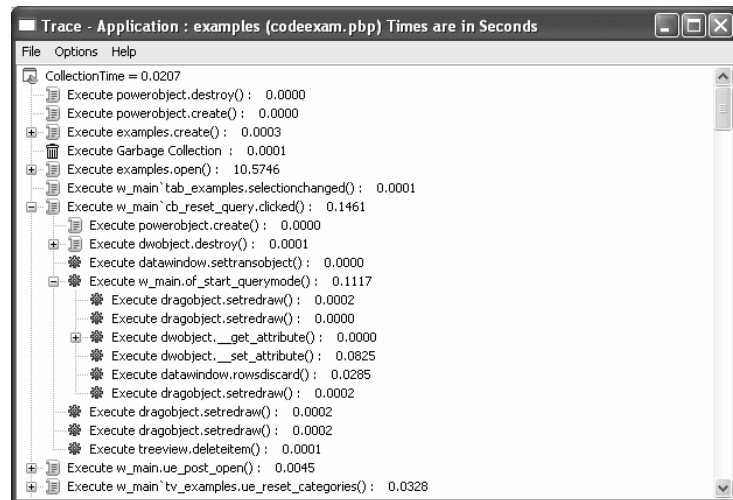 Trace - Application : examples (codeexam.pbp) Times are in Seconds
File Options Help
CollectionTime = 0.0207
Execute powerobject.destroy() : 0.0000
Execute powerobject.create() : 0.0000
Execute examples.create() : 0.0003
Execute Garbage Collection : 0.0001
Execute examples.open() : 10.5746
Execute w_main`tab_examples.selectionchanged() : 0.0001
Execute w_main`cb_reset_query.clicked() : 0.1461
Execute powerobject.create() : 0.0000
Execute dwobject.destroy() : 0.0001
Execute datawindow.settransobject() : 0.0000
Execute w_main.of_start_querymode() : 0.1117
Execute dragobject.setredraw() : 0.0002
Execute dragobject.setredraw() : 0.0000
Execute dwobject.__get_attribute() : 0.0000
Execute dwobject.__set_attribute() : 0.0825
Execute datawindow.rowsdiscard() : 0.0285
Execute dragobject.setredraw() : 0.0002
Execute dragobject.setredraw() : 0.0002
Execute dragobject.setredraw() : 0.0002
Execute treeview.deleteitem() : 0.0001
Execute w_main.ue_post_open() : 0.0045
Execute w_main`tv_examples.ue_reset_categories() : 0.0328